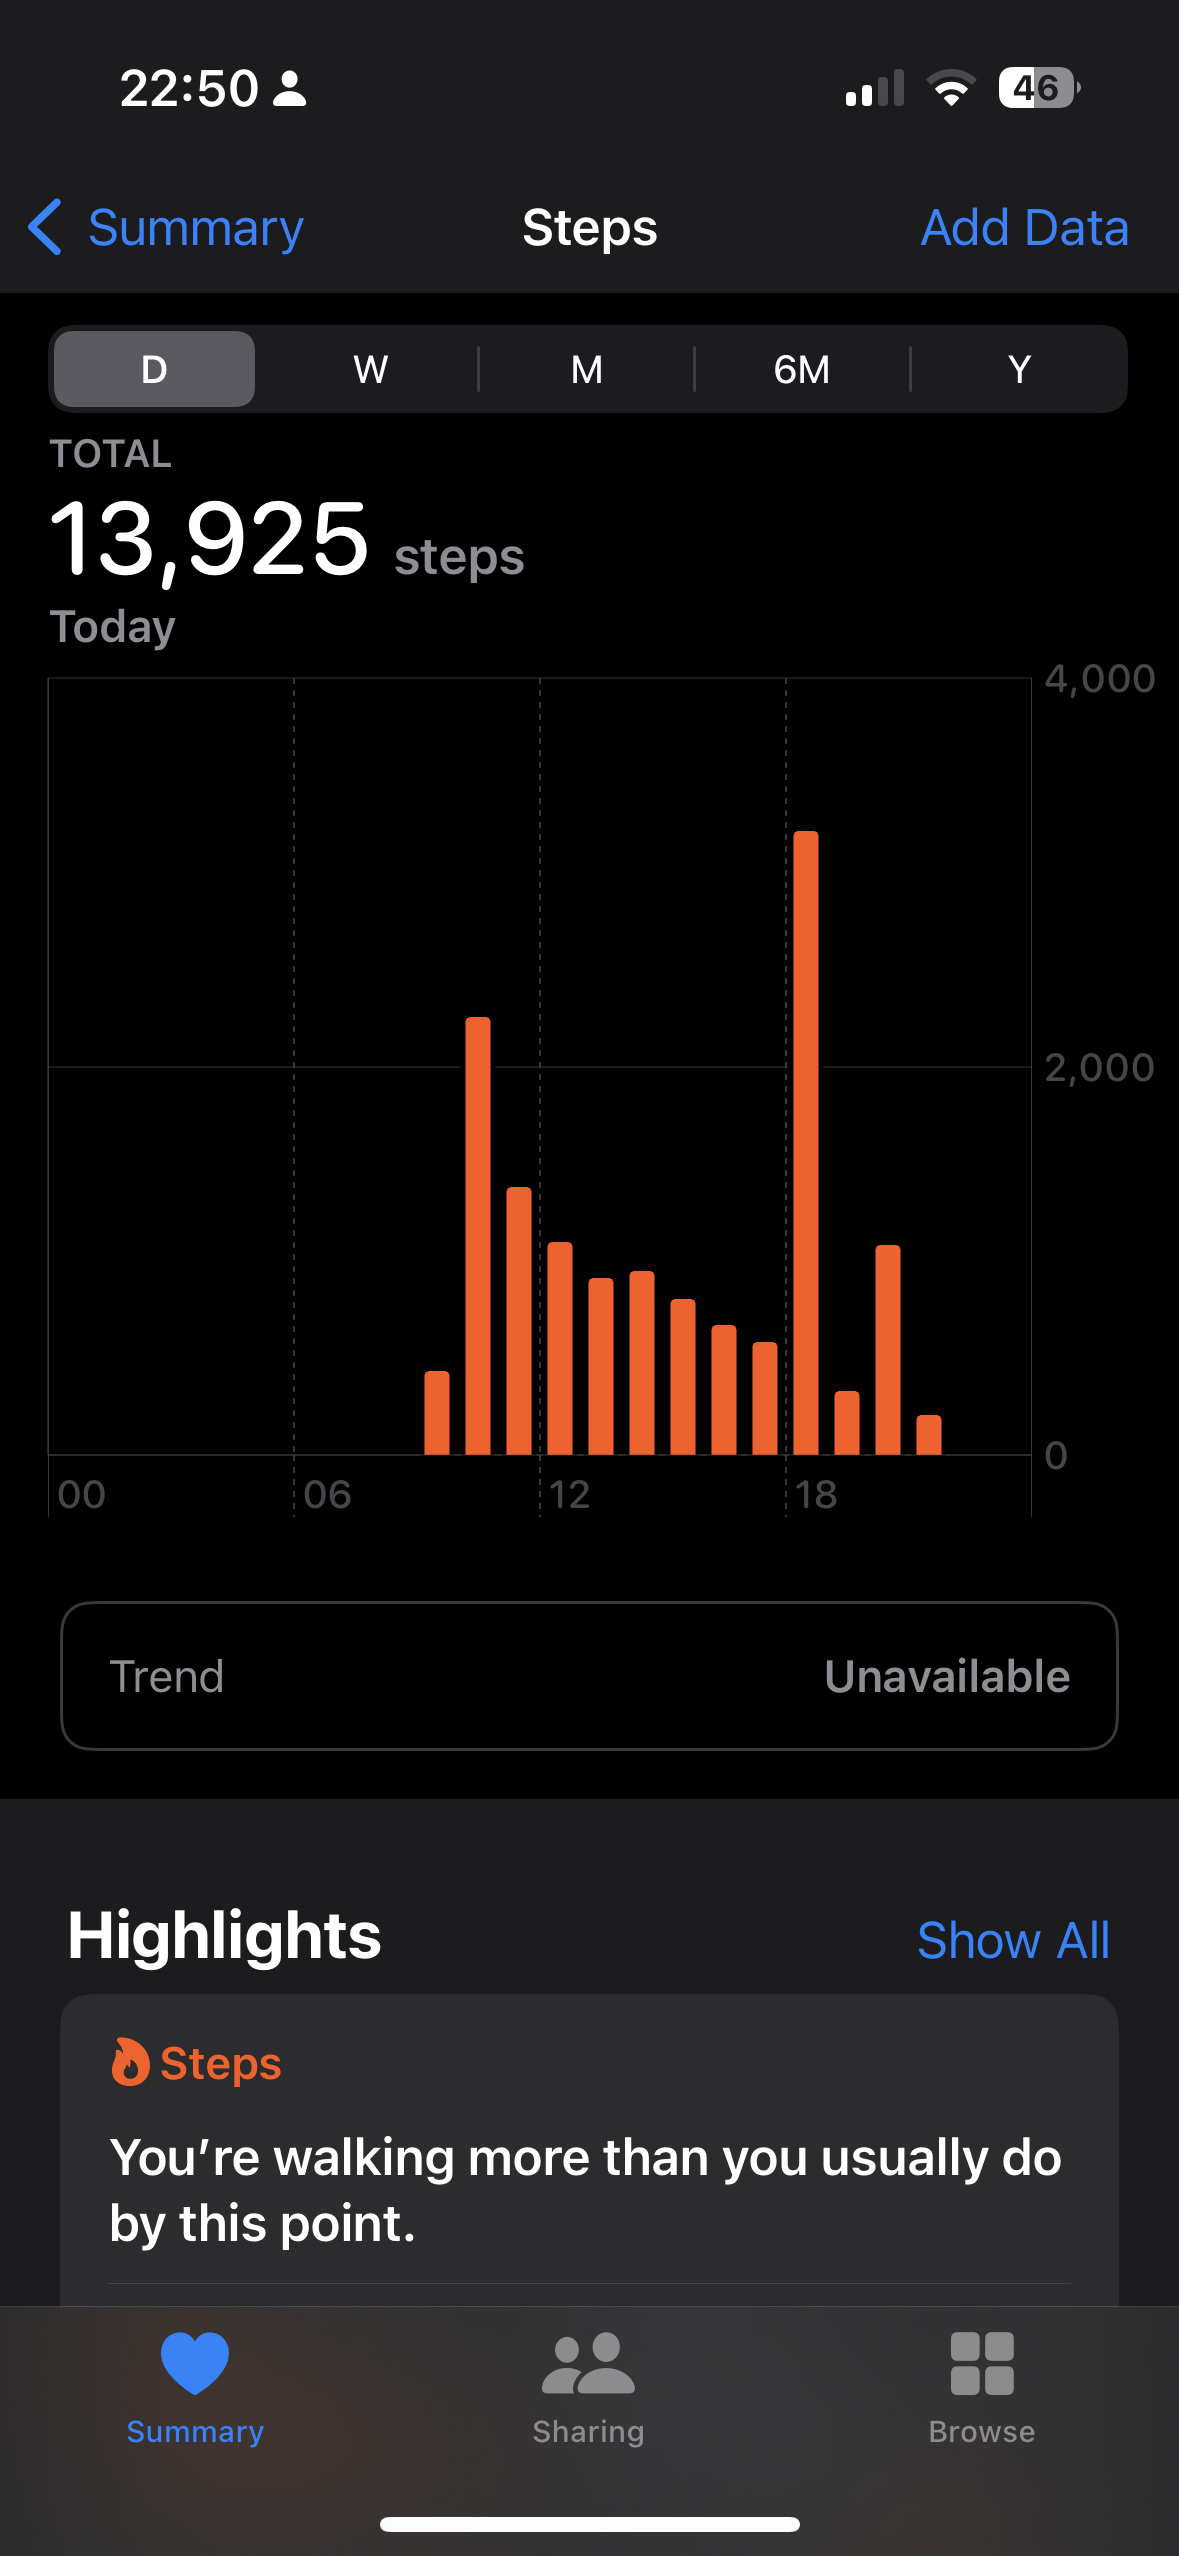 22:50
46
Summary
Steps
Add Data
D
W
M
6M
Y
TOTAL
13,925 steps
Today
4,000
2,000
0
00
06
12
18
Trend
Unavailable
Highlights
Show All
Steps
You’re walking more than you usually do
by this point.
Summary
Sharing
Browse